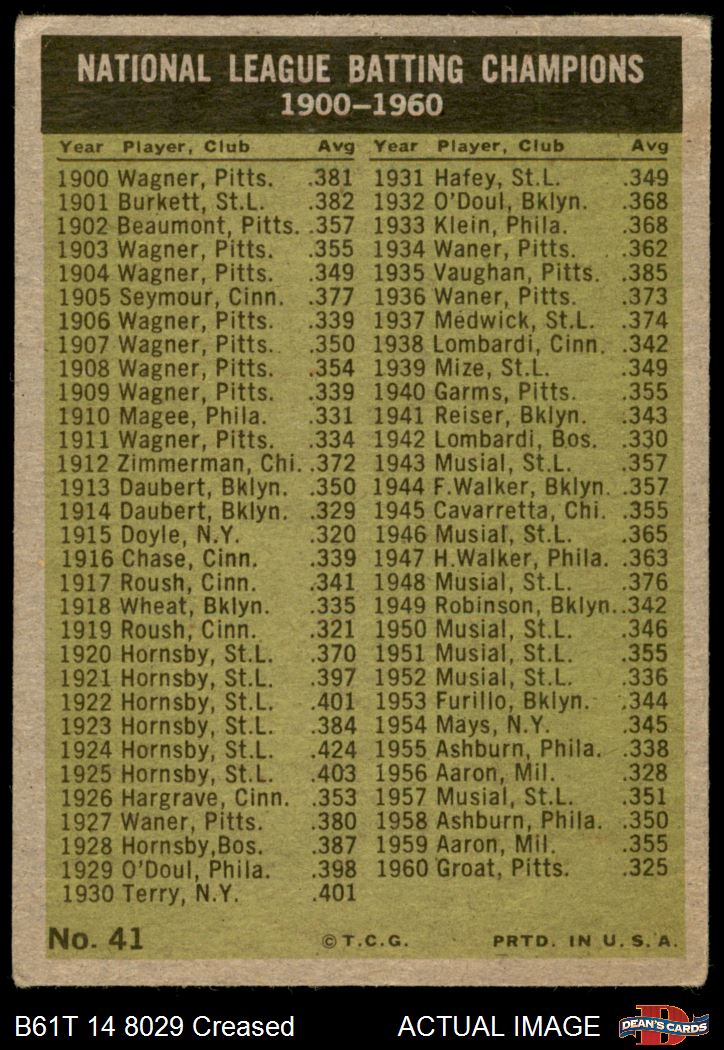 NATIONAL LEAGUE BATTING CHAMPIONS
1900-1960
Year Player, Club Avg
1900 Wagner, Pitts. .381
1901 Burkett, St.L. .382
1902 Beaumont, Pitts. .357
1903 Wagner, Pitts. .355
1904 Wagner, Pitts. .349
1905 Seymour, Cinn. .377
1906 Wagner, Pitts. .339
1907 Wagner, Pitts. .350
1908 Wagner, Pitts. .354
1909 Wagner, Pitts. .339
1910 Magee, Phila. .331
1911 Wagner, Pitts. .334
1912 Zimmerman, Chi. .372
1913 Daubert, Bklyn. .350
1914 Daubert, Bklyn. .329
1915 Doyle, N.Y. .320
1916 Chase, Cinn. .339
1917 Roush, Cinn. .341
1918 Wheat, Bklyn. .335
1919 Roush, Cinn. .321
1920 Hornsby, St.L. .370
1921 Hornsby, St.L. .397
1922 Hornsby, St.L. .401
1923 Hornsby, St.L. .384
1924 Hornsby, St.L. .424
1925 Hornsby, St.L. .403
1926 Hargrave, Cinn. .353
1927 Waner, Pitts. .380
1928 Hornsby,Bos. .387
1929 O'Doul, Phila. .398
1930 Terry, N.Y. .401
Year Player, Club Avg
1931 Hafey, St.L. .349
1932 O'Doul, Bklyn. .368
1933 Klein, Phila. .368
1934 Waner, Pitts. .362
1935 Vaughan, Pitts. .385
1936 Waner, Pitts. .373
1937 Medwick, St.L. .374
1938 Lombardi, Cinn. .342
1939 Mize, St.L. .349
1940 Garms, Pitts. .355
1941 Reiser, Bklyn. .343
1942 Lombardi, Bos. .330
1943 Musial, St.L. .357
1944 F.Walker, Bklyn. .357
1945 Cavarretta, Chi. .355
1946 Musial, St.L. .365
1947 H.Walker, Phila. .363
1948 Musial, St.L. .376
1949 Robinson, Bklyn. .342
1950 Musial, St.L. .346
1951 Musial, St.L. .355
1952 Musial, St.L. .336
1953 Furillo, Bklyn. .344
1954 Mays, N.Y. .345
1955 Ashburn, Phila. .338
1956 Aaron, Mil. .328
1957 Musial, St.L. .351
1958 Ashburn, Phila. .350
1959 Aaron, Mil. .355
1960 Groat, Pitts. .325
No. 41 © T.C.G. PRTD. IN U.S.A.
B61T 14 8029 Creased ACTUAL IMAGE
D
DEAN'S CARDS